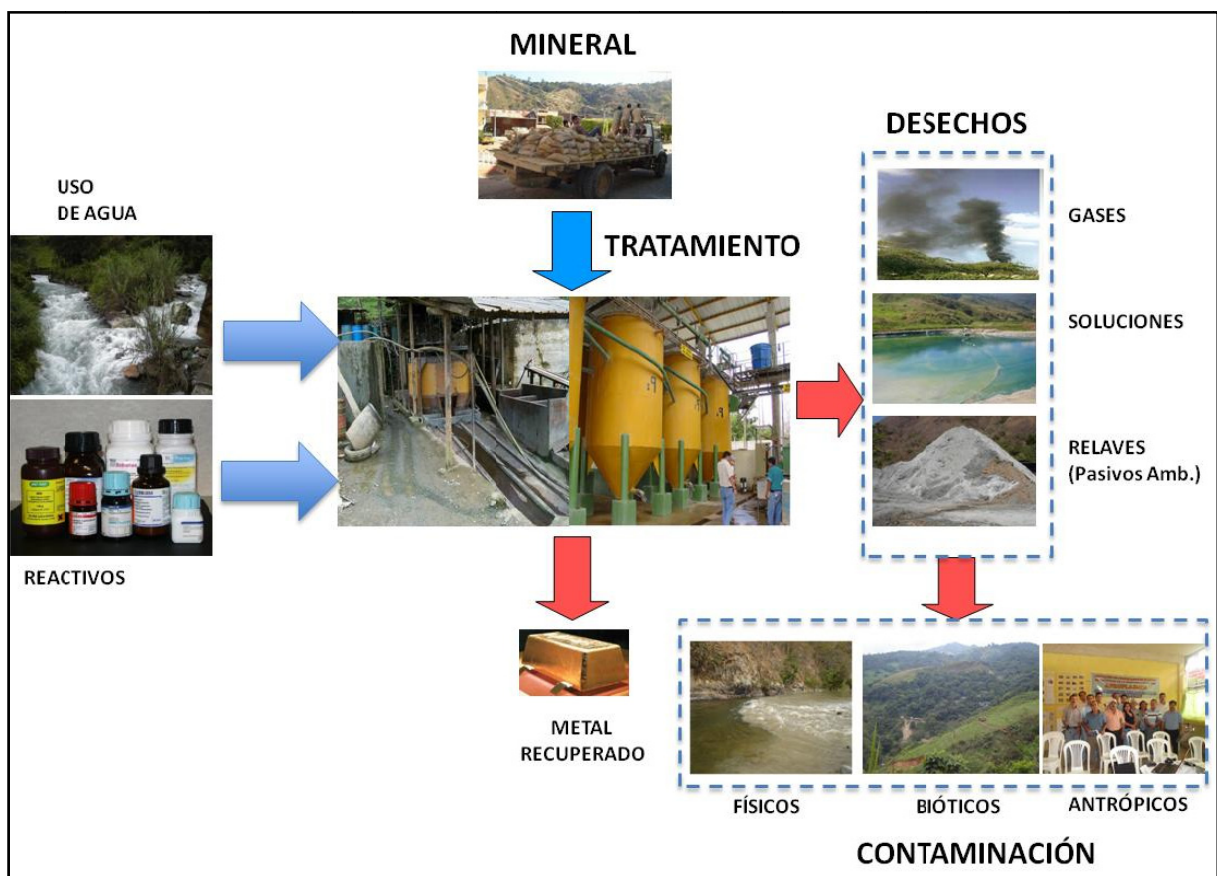 MINERAL
DESECHOS
USO
DE AGUA
GASES
TRATAMIENTO
SOLUCIONES
RELAVES
(Pasivos Amb.)
REACTIVOS
METAL
RECUPERADO
FÍSICOS
BIÓTICOS
ANTRÓPICOS
CONTAMINACIÓN